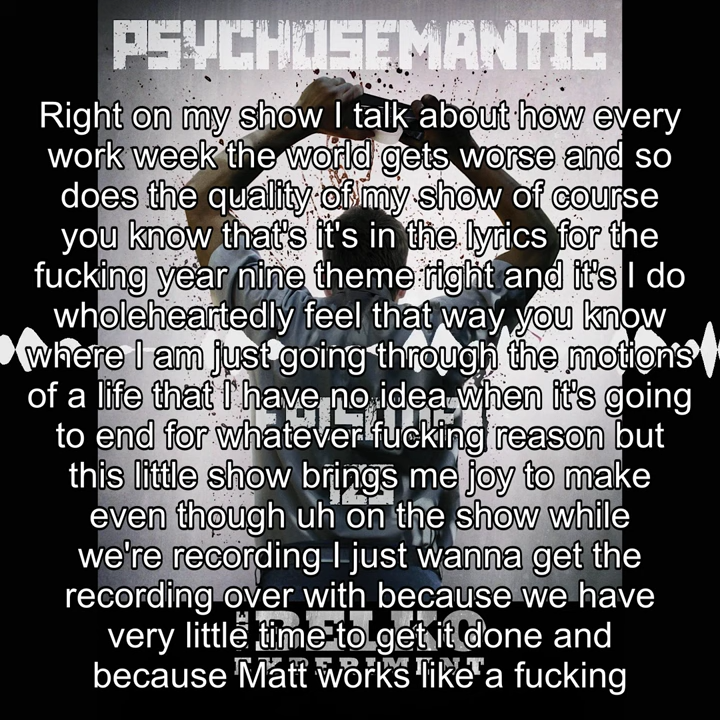 PSYCHOSEMANTIC
Right on my show I talk about how every
work week the world gets worse and so
does the quality of my show of course
you know that's it's in the lyrics for the
fucking year nine theme right and it's I do
wholeheartedly feel that way you know
where I am just going through the motions
of a life that I have no idea when it's going
EPISODE
to end for whatever fucking reason but
this little show brings me joy to make
even though uh on the show while
we're recording I just wanna get the
recording over with because we have
THE BELKO
very little time to get it done and
EXPERIMENT
because Matt works like a fucking